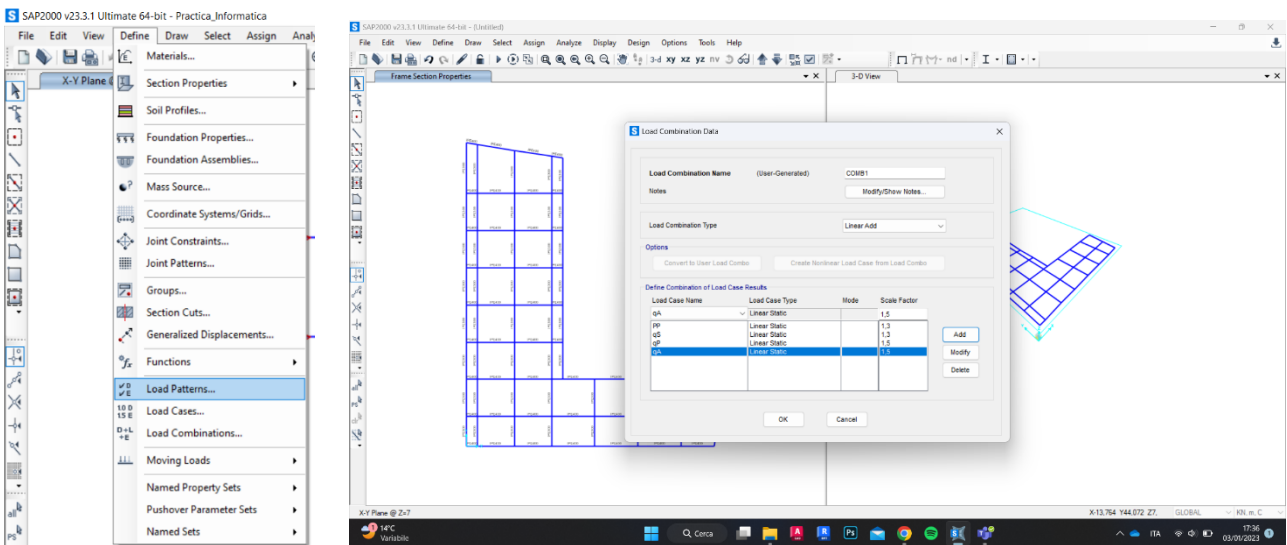 SAP2000 v23.3.1 Ultimate 64-bit - Practica_Informatica
File Edit View Define Draw Select Assign Analy
X-Y Plane
Materials...
Section Properties
Soil Profiles...
Foundation Properties...
Foundation Assemblies...
Mass Source...
Coordinate Systems/Grids...
Joint Constraints...
Joint Patterns...
Groups...
Section Cuts...
Generalized Displacements...
Functions
Load Patterns...
Load Cases...
Load Combinations...
Moving Loads
Named Property Sets
Pushover Parameter Sets
Named Sets
SAP2000 v23.3.1 Ultimate 64-bit - (Untitled)
File Edit View Define Draw Select Assign Analyze Display Design Options Tools Help
3-d xy xz yz nv
nd
Frame Section Properties
3-D View
Load Combination Data
Load Combination Name (User-Generated) COMB1
Notes Modify/Show Notes...
Load Combination Type Linear Add
Options
Convert to User Load Combo Create Nonlinear Load Case from Load Combo
Define Combination of Load Case Results
Load Case Name Load Case Type Mode Scale Factor
qA Linear Static 1,5
PP Linear Static 1,3
qS Linear Static 1,3
qP Linear Static 1,5
qA Linear Static 1,5
Add
Modify
Delete
OK Cancel
X-Y Plane @ Z=7
X-13,764 Y44,072 Z7, GLOBAL KN, m, C
14°C
Variabile
Cerca
ITA
17:36
03/01/2023